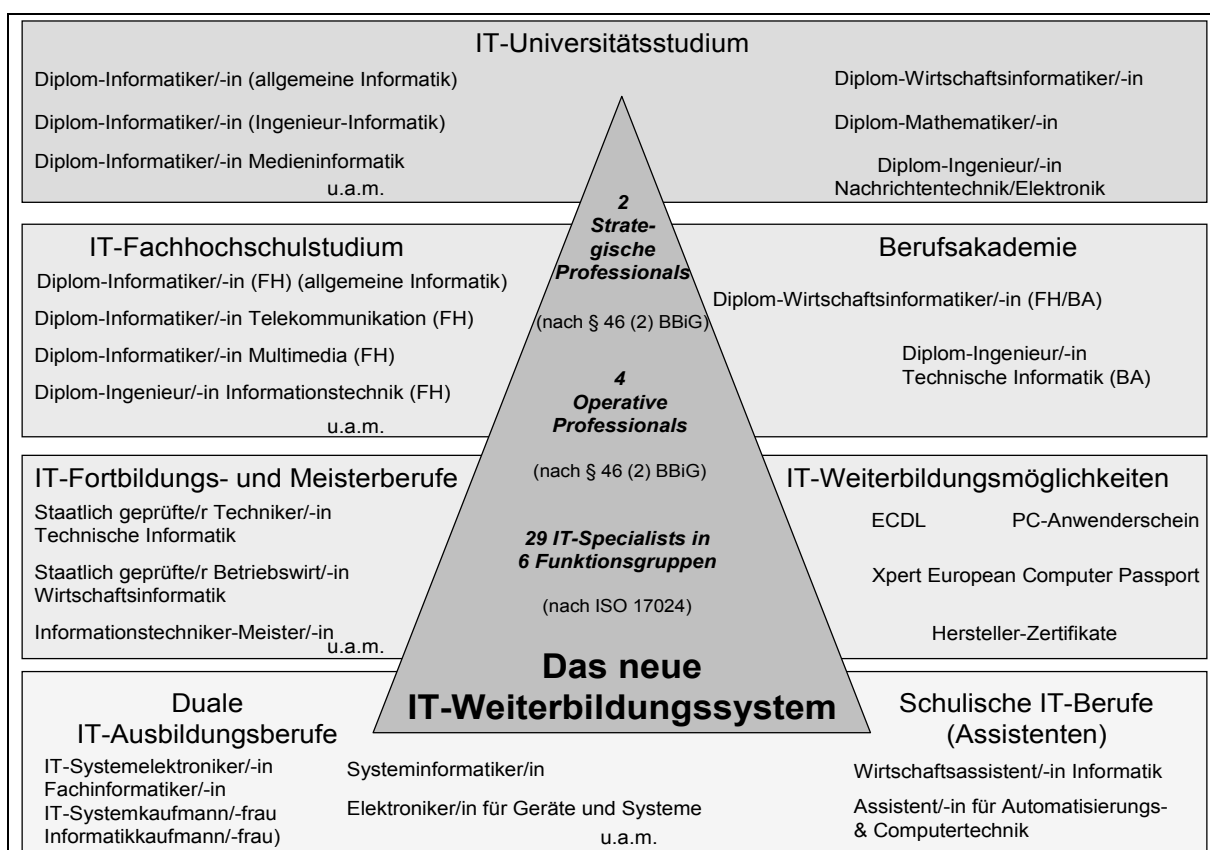 IT-Universitätsstudium
Diplom-Informatiker/-in (allgemeine Informatik)
Diplom-Informatiker/-in (Ingenieur-Informatik)
Diplom-Informatiker/-in Medieninformatik
u.a.m.
Diplom-Wirtschaftsinformatiker/-in
Diplom-Mathematiker/-in
Diplom-Ingenieur/-in
Nachrichtentechnik/Elektronik
IT-Fachhochschulstudium
Diplom-Informatiker/-in (FH) (allgemeine Informatik)
Diplom-Informatiker/-in Telekommunikation (FH)
Diplom-Informatiker/-in Multimedia (FH)
Diplom-Ingenieur/-in Informationstechnik (FH)
u.a.m.
2
Strate-
gische
Professionals
(nach § 46 (2) BBiG)
4
Operative
Professionals
(nach § 46 (2) BBiG)
29 IT-Specialists in
6 Funktionsgruppen
(nach ISO 17024)
Das neue
IT-Weiterbildungssystem
Berufsakademie
Diplom-Wirtschaftsinformatiker/-in (FH/BA)
Diplom-Ingenieur/-in
Technische Informatik (BA)
IT-Fortbildungs- und Meisterberufe
Staatlich geprüfte/r Techniker/-in
Technische Informatik
Staatlich geprüfte/r Betriebswirt/-in
Wirtschaftsinformatik
Informationstechniker-Meister/-in
u.a.m.
IT-Weiterbildungsmöglichkeiten
ECDL PC-Anwenderschein
Xpert European Computer Passport
Hersteller-Zertifikate
Duale
IT-Ausbildungsberufe
IT-Systemelektroniker/-in
Fachinformatiker/-in
IT-Systemkaufmann/-frau
Informatikkaufmann/-frau)
Systeminformatiker/in
Elektroniker/in für Geräte und Systeme
u.a.m.
Schulische IT-Berufe
(Assistenten)
Wirtschaftsassistent/-in Informatik
Assistent/-in für Automatisierungs-
& Computertechnik